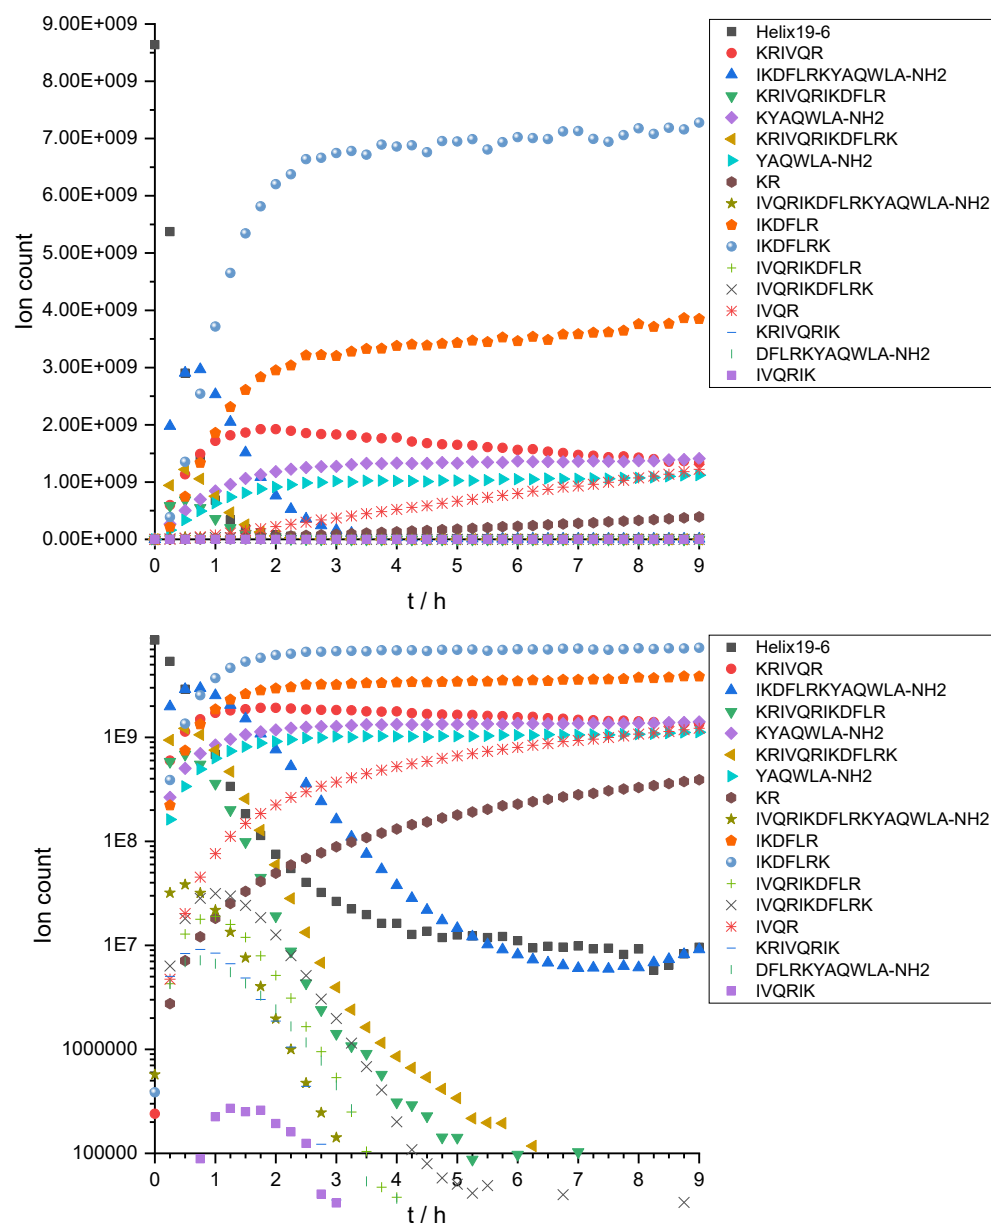 9.00E+009
8.00E+009
7.00E+009
6.00E+009
5.00E+009
4.00E+009
3.00E+009
2.00E+009
1.00E+009
0.00E+000
Ion count
0 1 2 3 4 5 6 7 8 9
t / h
Helix19-6
KRIVQR
IKDFLRKYAQWLA-NH2
KRIVQRIKDFLR
KYAQWLA-NH2
KRIVQRIKDFLRK
YAQWLA-NH2
KR
IVQRIKDFLRKYAQWLA-NH2
IKDFLR
IKDFLRK
IVQRIKDFLR
IVQRIKDFLRK
IVQR
KRIVQRIK
DFLRKYAQWLA-NH2
IVQRIK
1E9
1E8
1E7
1000000
100000
Ion count
0 1 2 3 4 5 6 7 8 9
t / h
Helix19-6
KRIVQR
IKDFLRKYAQWLA-NH2
KRIVQRIKDFLR
KYAQWLA-NH2
KRIVQRIKDFLRK
YAQWLA-NH2
KR
IVQRIKDFLRKYAQWLA-NH2
IKDFLR
IKDFLRK
IVQRIKDFLR
IVQRIKDFLRK
IVQR
KRIVQRIK
DFLRKYAQWLA-NH2
IVQRIK